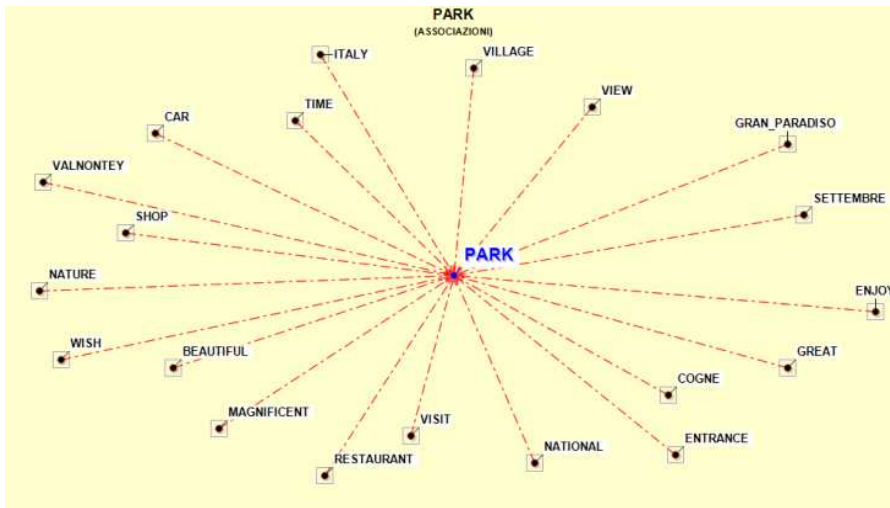 PARK
(ASSOCIAZIONI)
ITALY
VILLAGE
VIEW
TIME
CAR
GRAN_PARADISO
VALNONTEY
SETTEMBRE
SHOP
PARK
NATURE
ENJOY
WISH
BEAUTIFUL
GREAT
COGNE
MAGNIFICENT
VISIT
ENTRANCE
NATIONAL
RESTAURANT